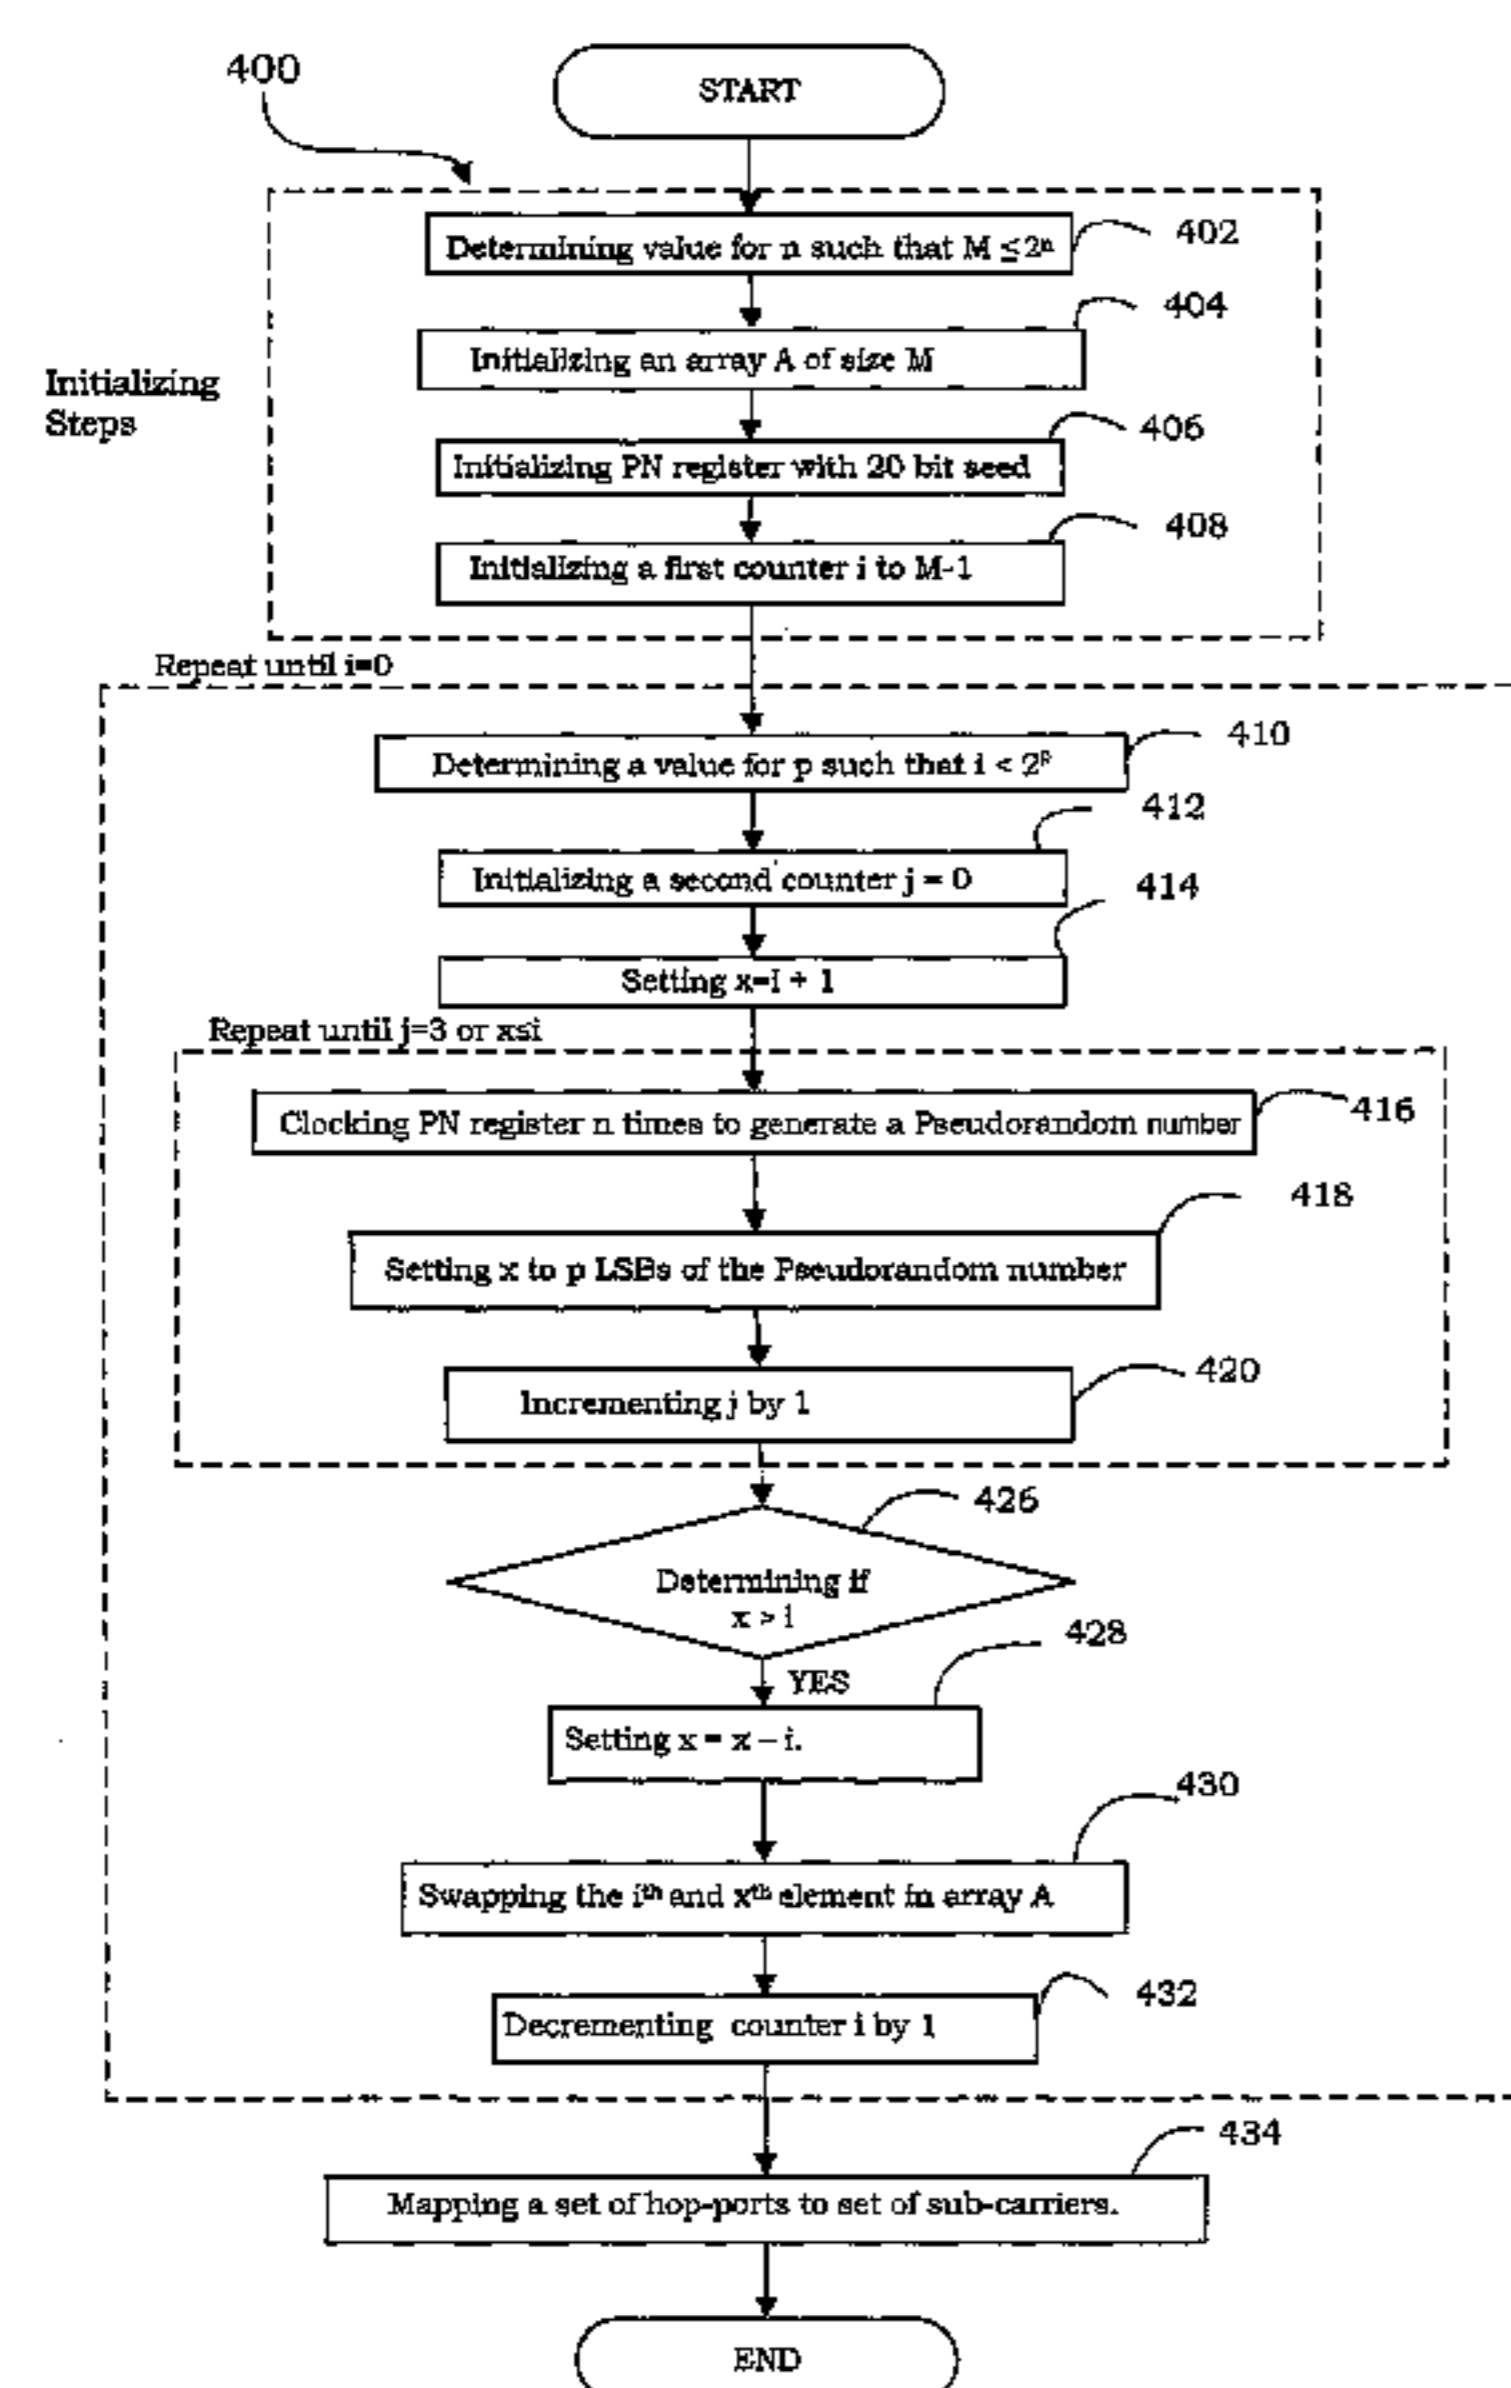 400
START
402
Determining value for n such that M ≤2ⁿ
404
Initializing an array A of size M
Initializing
Steps
406
Initializing PN register with 20 bit seed
408
Initializing a first counter i to M-1
Repeat until i=0
410
Determining a value for p such that i < 2ᵖ
412
Initializing a second counter j = 0
414
Setting x=i + 1
Repeat until j=3 or x≤i
416
Clocking PN register n times to generate a Pseudorandom number
418
Setting x to p LSBs of the Pseudorandom number
420
Incrementing j by 1
426
Determining if
x > i
428
YES
Setting x = x – i.
430
Swapping the iᵗʰ and xᵗʰ element in array A
432
Decrementing counter i by 1
434
Mapping a set of hop-ports to set of sub-carriers.
END